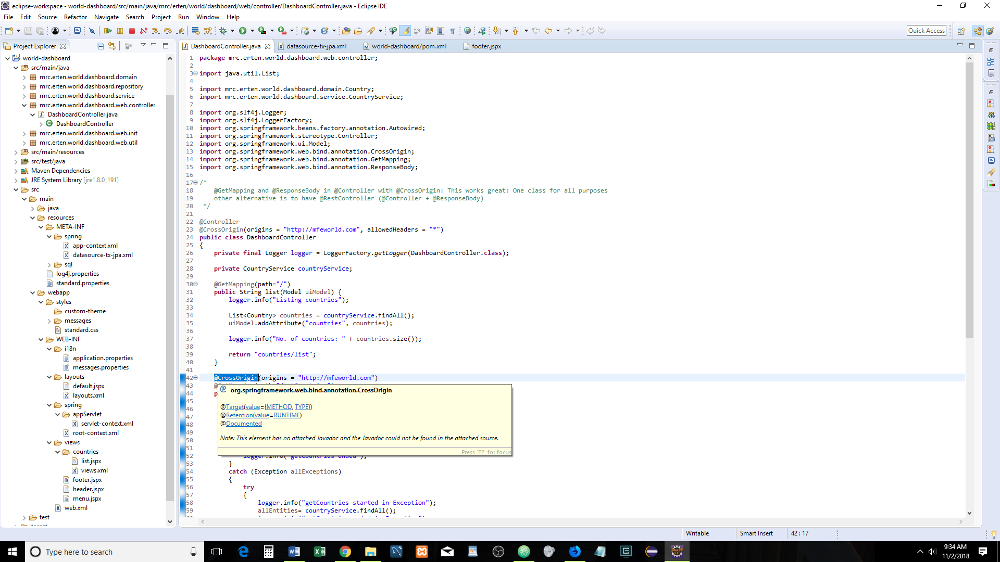 eclipse-workspace - world-dashboard/src/main/java/mrc/erten/world/dashboard/web/controller/DashboardController.java - Eclipse IDE
File Edit Source Refactor Navigate Search Project Run Window Help
Quick Access
Project Explorer
world-dashboard
src/main/java
mrc.erten.world.dashboard.domain
mrc.erten.world.dashboard.repository
mrc.erten.world.dashboard.service
mrc.erten.world.dashboard.web.controller
DashboardController.java
DashboardController
mrc.erten.world.dashboard.web.init
mrc.erten.world.dashboard.web.util
src/main/resources
src/test/java
Maven Dependencies
JRE System Library [jre1.8.0_191]
src
main
java
resources
META-INF
spring
app-context.xml
datasource-tx-jpa.xml
sql
log4j.properties
standard.properties
webapp
styles
custom-theme
messages
standard.css
WEB-INF
i18n
application.properties
messages.properties
layouts
default.jspx
layouts.xml
spring
appServlet
servlet-context.xml
root-context.xml
views
countries
list.jspx
views.xml
footer.jspx
header.jspx
menu.jspx
web.xml
test
DashboardController.java datasource-tx-jpa.xml world-dashboard/pom.xml footer.jspx
1 package mrc.erten.world.dashboard.web.controller;
2
3 import java.util.List;
4
5 import mrc.erten.world.dashboard.domain.Country;
6 import mrc.erten.world.dashboard.service.CountryService;
7
8 import org.slf4j.Logger;
9 import org.slf4j.LoggerFactory;
10 import org.springframework.beans.factory.annotation.Autowired;
11 import org.springframework.stereotype.Controller;
12 import org.springframework.ui.Model;
13 import org.springframework.web.bind.annotation.CrossOrigin;
14 import org.springframework.web.bind.annotation.GetMapping;
15 import org.springframework.web.bind.annotation.ResponseBody;
16
17 /*
18 @GetMapping and @ResponseBody in @Controller with @CrossOrigin: This works great: One class for all purposes
19 other alternative is to have @RestController (@Controller + @ResponseBody)
20 */
21
22 @Controller
23 @CrossOrigin(origins = "http://mfeworld.com", allowedHeaders = "*")
24 public class DashboardController
25 {
26 private final Logger logger = LoggerFactory.getLogger(DashboardController.class);
27
28 private CountryService countryService;
29
30 @GetMapping(path="/")
31 public String list(Model uiModel) {
32 logger.info("Listing countries");
33
34 List<Country> countries = countryService.findAll();
35 uiModel.addAttribute("countries", countries);
36
37 logger.info("No. of countries: " + countries.size());
38
39 return "countries/list";
40 }
41
42 @CrossOrigin(origins = "http://mfeworld.com")
43
44
@ org.springframework.web.bind.annotation.CrossOrigin
45
46 @Target(value={METHOD, TYPE})
47 @Retention(value=RUNTIME)
48 @Documented
49
50 Note: This element has no attached Javadoc and the Javadoc could not be found in the attached source.
51
Press 'F2' for focus
52 logger.info("getCountries ended");
53 }
54 catch (Exception allExceptions)
55 {
56 try
57 {
58 logger.info("getCountries started in Exception");
59 allEntities= countryService.findAll();
Writable Smart Insert 42 : 17
Type here to search
9:34 AM
11/2/2018